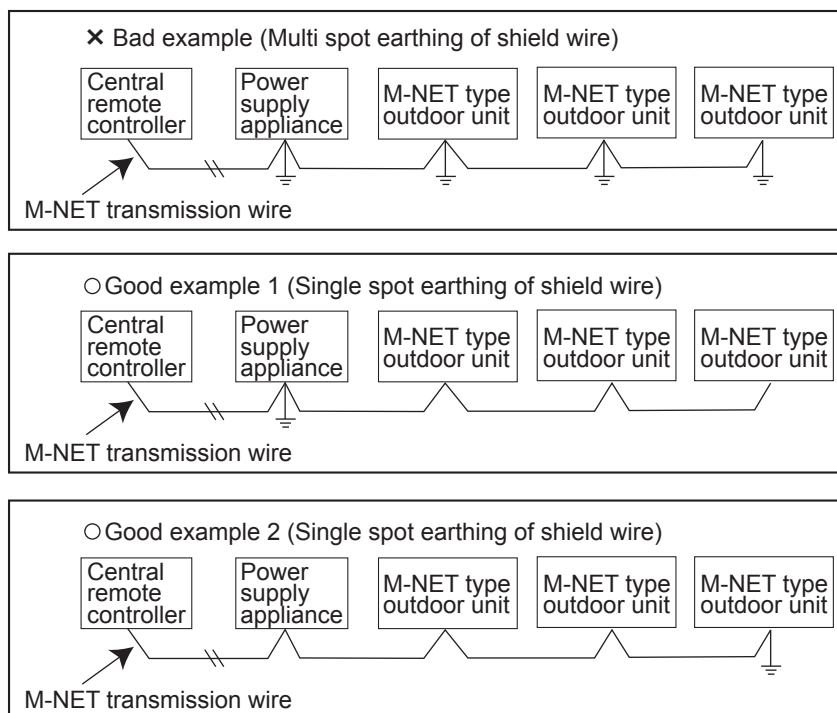 × Bad example (Multi spot earthing of shield wire)
Central
remote
controller
Power
supply
appliance
M-NET type
outdoor unit
M-NET type
outdoor unit
M-NET type
outdoor unit
M-NET transmission wire
○ Good example 1 (Single spot earthing of shield wire)
Central
remote
controller
Power
supply
appliance
M-NET type
outdoor unit
M-NET type
outdoor unit
M-NET type
outdoor unit
M-NET transmission wire
○ Good example 2 (Single spot earthing of shield wire)
Central
remote
controller
Power
supply
appliance
M-NET type
outdoor unit
M-NET type
outdoor unit
M-NET type
outdoor unit
M-NET transmission wire